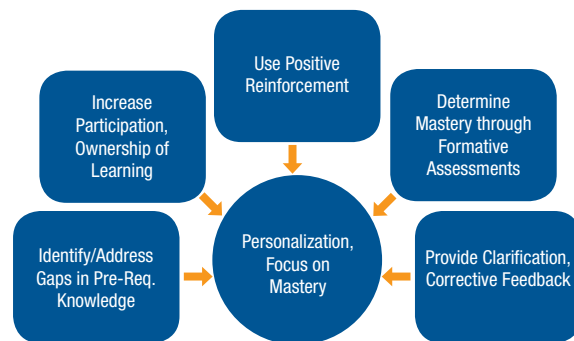 Use Positive
Reinforcement
Increase
Participation,
Ownership of
Learning
Determine
Mastery through
Formative
Assessments
Identify/Address
Gaps in Pre-Req.
Knowledge
Personalization,
Focus on
Mastery
Provide Clarification,
Corrective Feedback